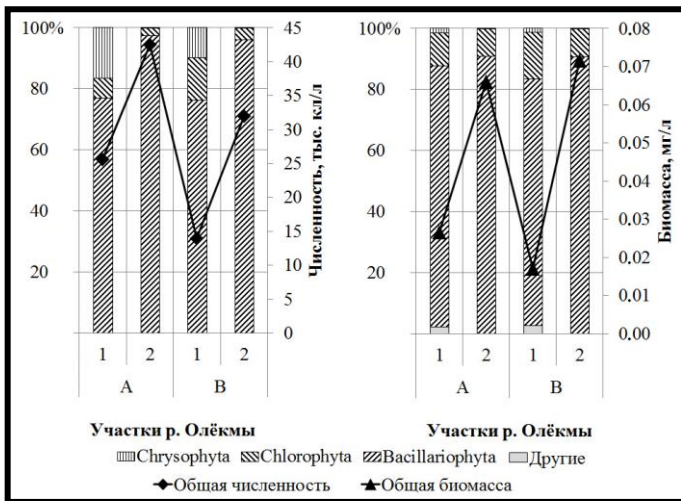 100%
80
60
40
20
45
40
35
30
25
20
15
10
5
0
Численность, тыс. кл/л
1 2 1 2
А В
Участки р. Олёкмы
100%
80
60
40
20
0.08
0.07
0.06
0.05
0.04
0.03
0.02
0.01
0.00
Биомасса, мг/л
1 2 1 2
А В
Участки р. Олёкмы
Chrysophyta Chlorophyta Bacillariophyta Другие
Общая численность Общая биомасса